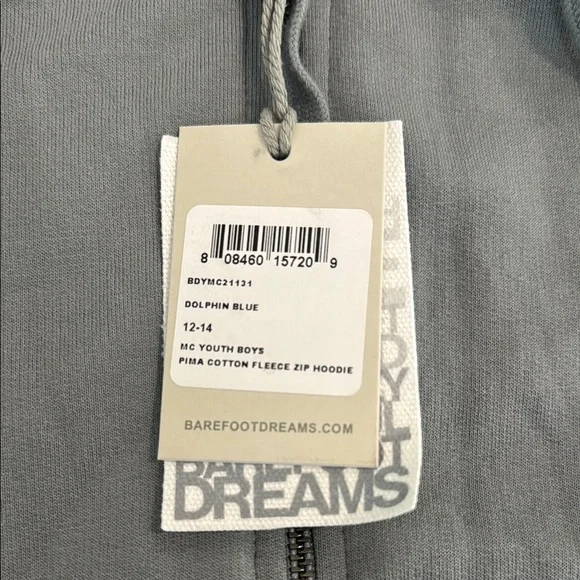 8 08460 15720 9
BDYMC21131
DOLPHIN BLUE
12-14
MC YOUTH BOYS
PIMA COTTON FLEECE ZIP HOODIE
BAREFOOTDREAMS.COM
DREAMS